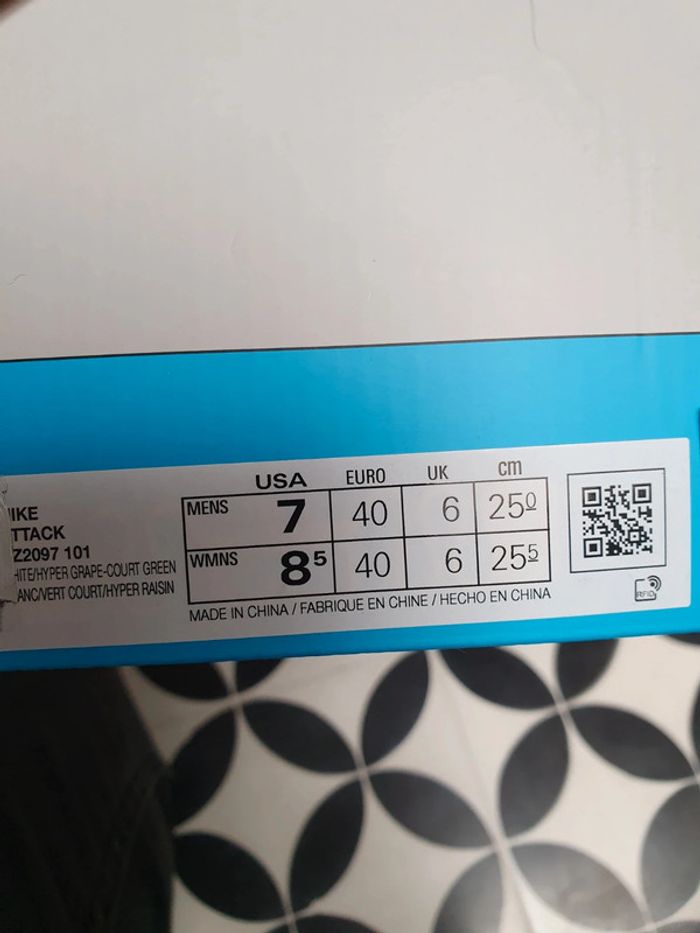 IKE
TTACK
Z2097 101
HITE/HYPER GRAPE-COURT GREEN
ANC/VERT COURT/HYPER RAISIN
USA EURO UK cm
MENS 7 40 6 25⁰
WMNS 8⁵ 40 6 25⁵
MADE IN CHINA / FABRIQUE EN CHINE / HECHO EN CHINA
RFID